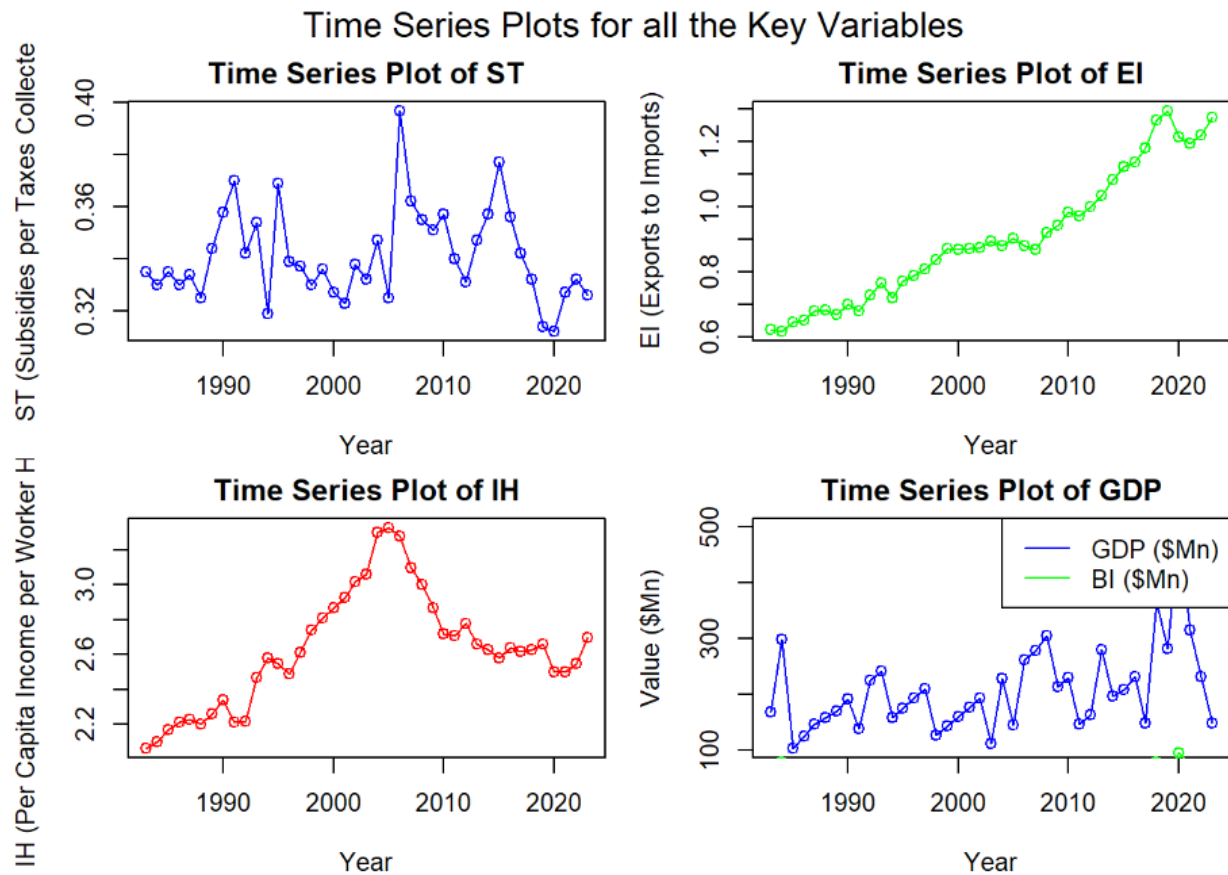 Time Series Plots for all the Key Variables
Time Series Plot of ST
ST (Subsidies per Taxes Collecte
0.40
0.36
0.32
1990 2000 2010 2020
Year
Time Series Plot of EI
EI (Exports to Imports)
1.2
1.0
0.8
0.6
1990 2000 2010 2020
Year
Time Series Plot of IH
IH (Per Capita Income per Worker H
3.0
2.6
2.2
1990 2000 2010 2020
Year
Time Series Plot of GDP
Value ($Mn)
500
300
100
GDP ($Mn)
BI ($Mn)
1990 2000 2010 2020
Year